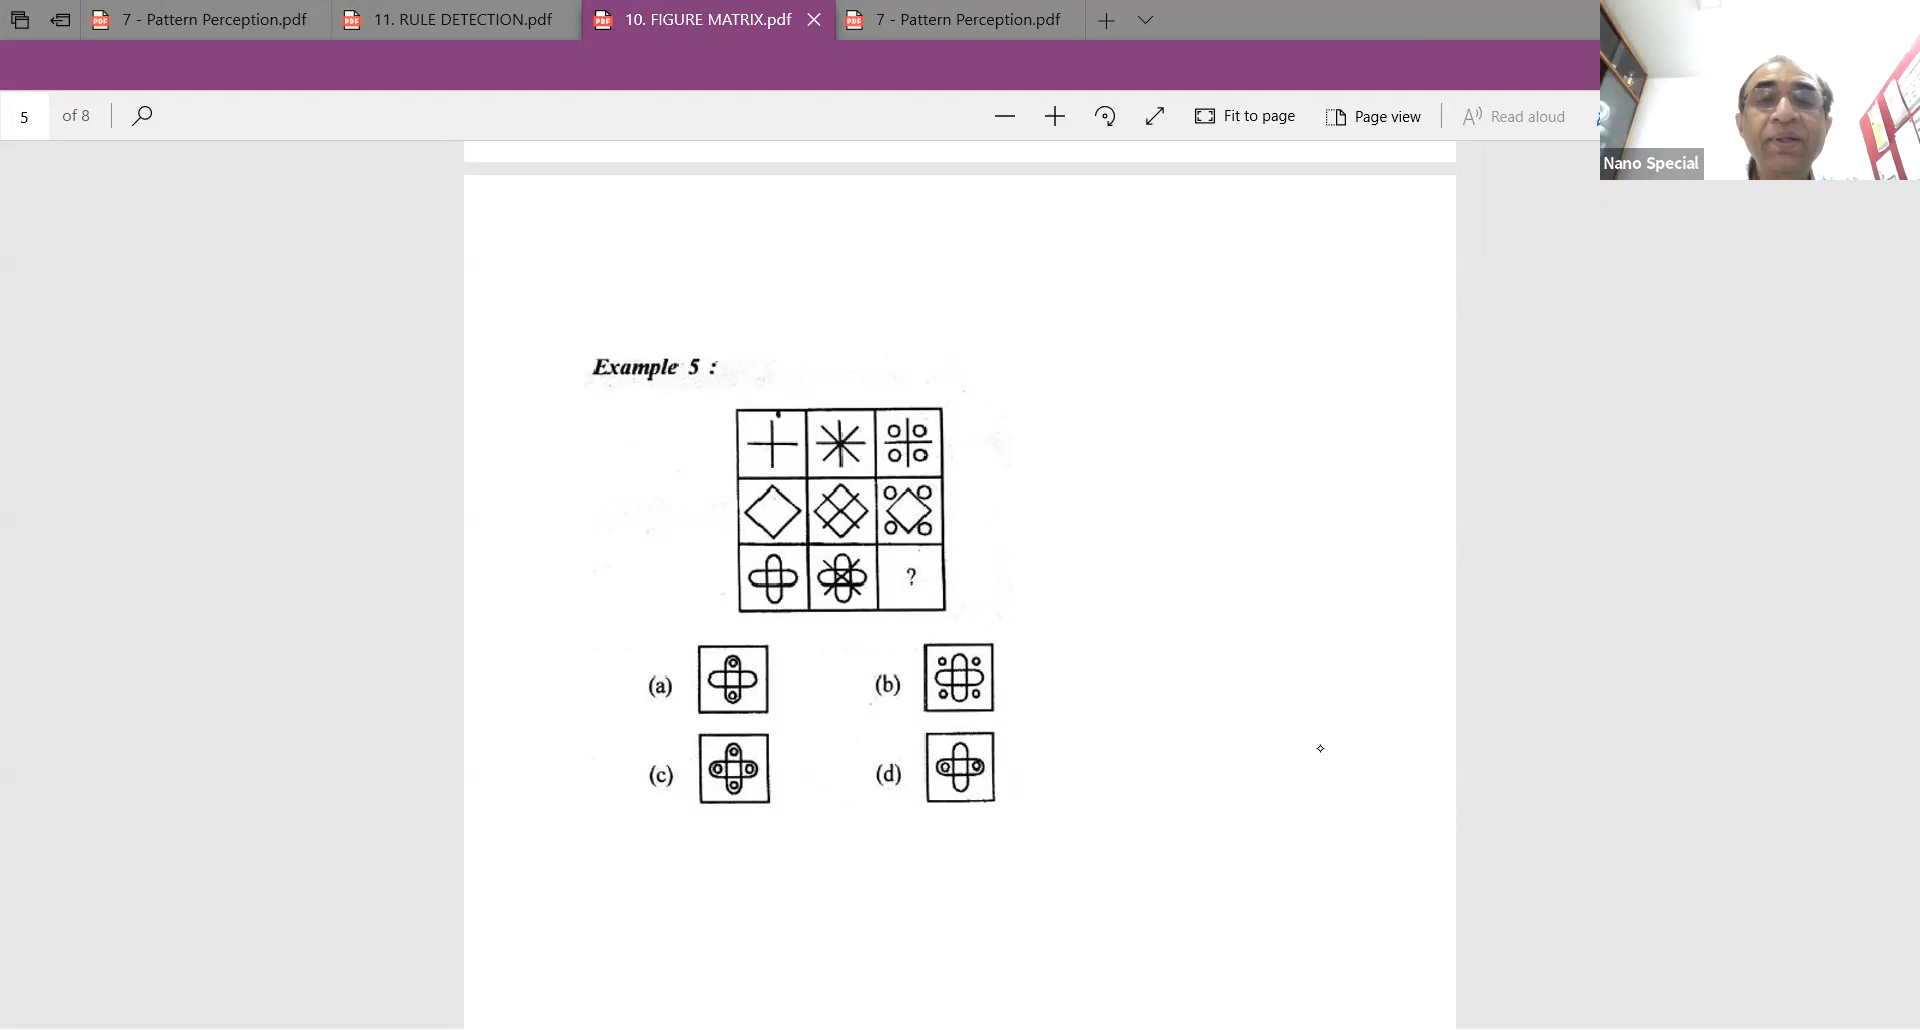 7 - Pattern Perception.pdf
11. RULE DETECTION.pdf
10. FIGURE MATRIX.pdf
7 - Pattern Perception.pdf
5 of 8
Fit to page
Page view
Read aloud
Nano Special
Example 5 :
?
(a)
(b)
(c)
(d)